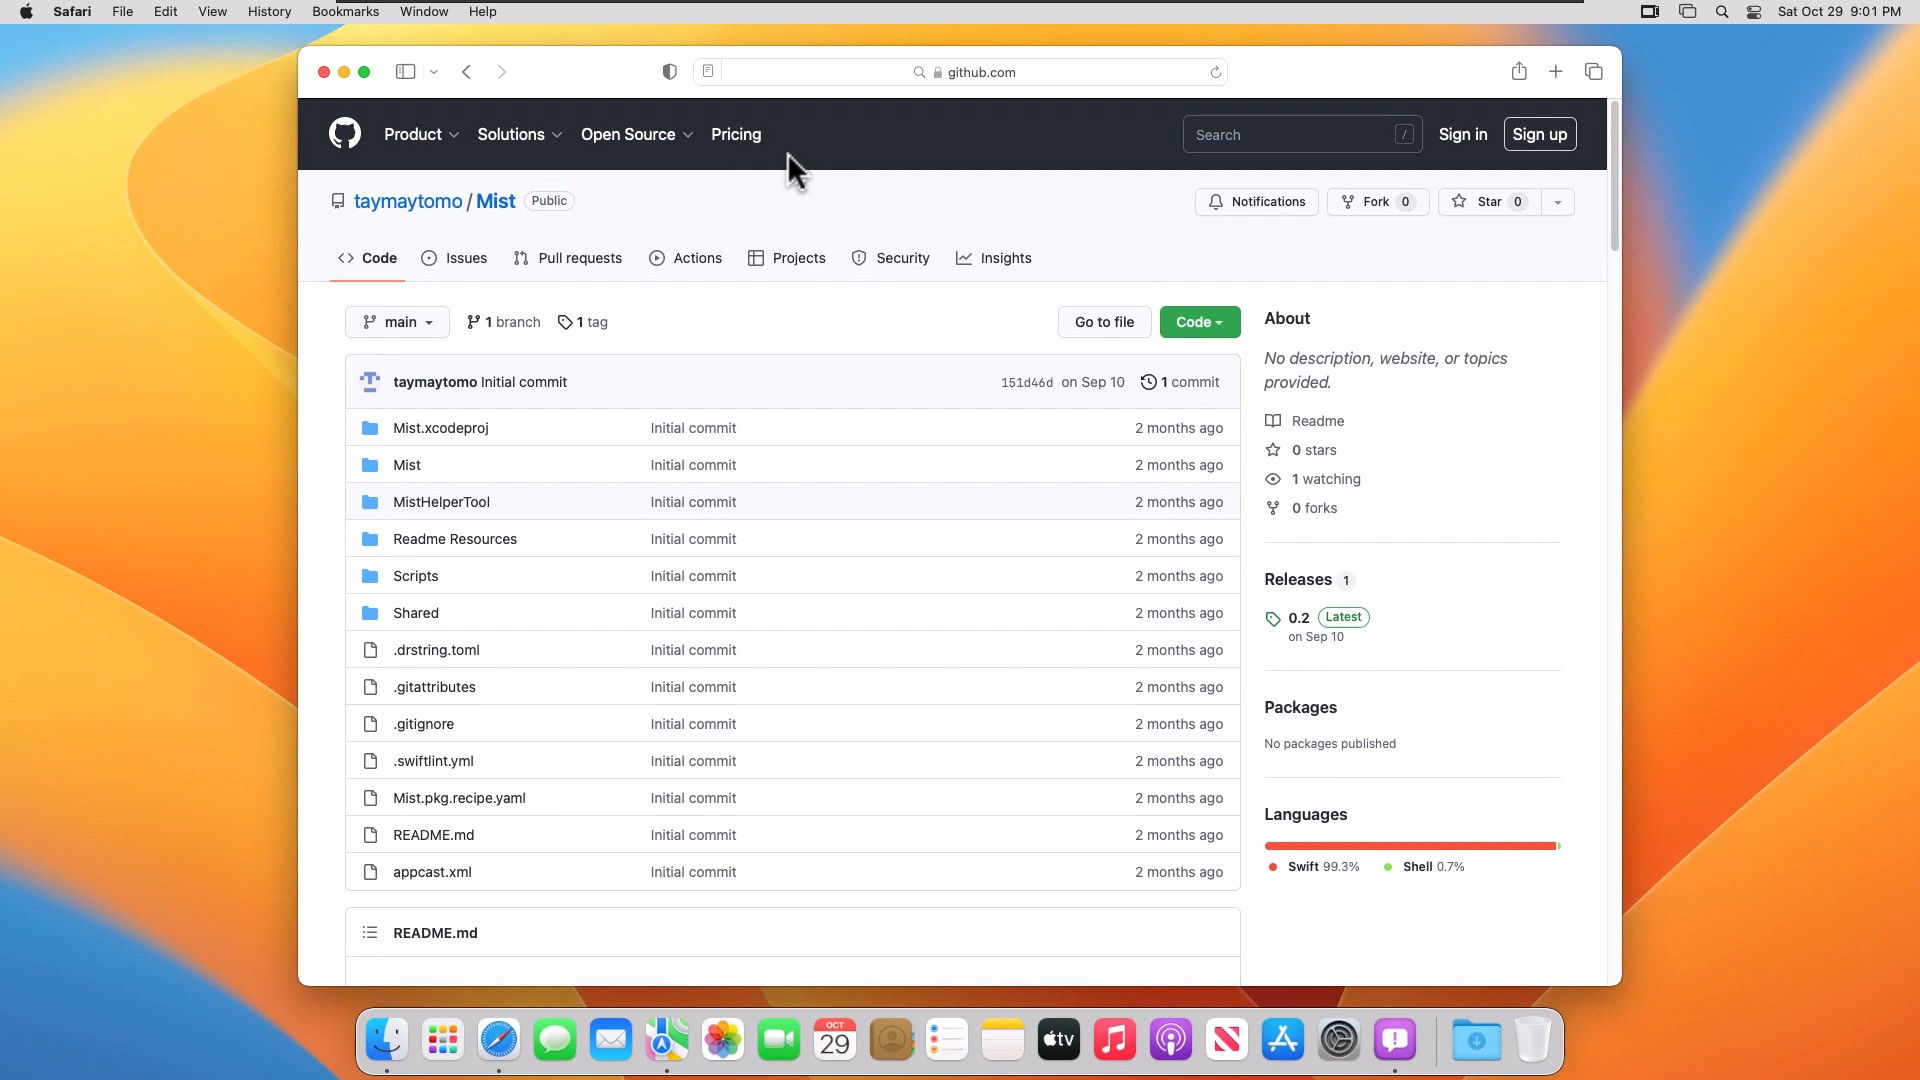 Safari File Edit View History Bookmarks Window Help Sat Oct 29 9:01 PM
github.com
Product Solutions Open Source Pricing Search / Sign in Sign up
taymaytomo / Mist Public Notifications Fork 0 Star 0
Code Issues Pull requests Actions Projects Security Insights
main 1 branch 1 tag Go to file Code
taymaytomo Initial commit 151d46d on Sep 10 1 commit
Mist.xcodeproj Initial commit 2 months ago
Mist Initial commit 2 months ago
MistHelperTool Initial commit 2 months ago
Readme Resources Initial commit 2 months ago
Scripts Initial commit 2 months ago
Shared Initial commit 2 months ago
.drstring.toml Initial commit 2 months ago
.gitattributes Initial commit 2 months ago
.gitignore Initial commit 2 months ago
.swiftlint.yml Initial commit 2 months ago
Mist.pkg.recipe.yaml Initial commit 2 months ago
README.md Initial commit 2 months ago
appcast.xml Initial commit 2 months ago
README.md
About
No description, website, or topics
provided.
Readme
0 stars
1 watching
0 forks
Releases 1
0.2 Latest
on Sep 10
Packages
No packages published
Languages
Swift 99.3% Shell 0.7%
OCT
29
tv